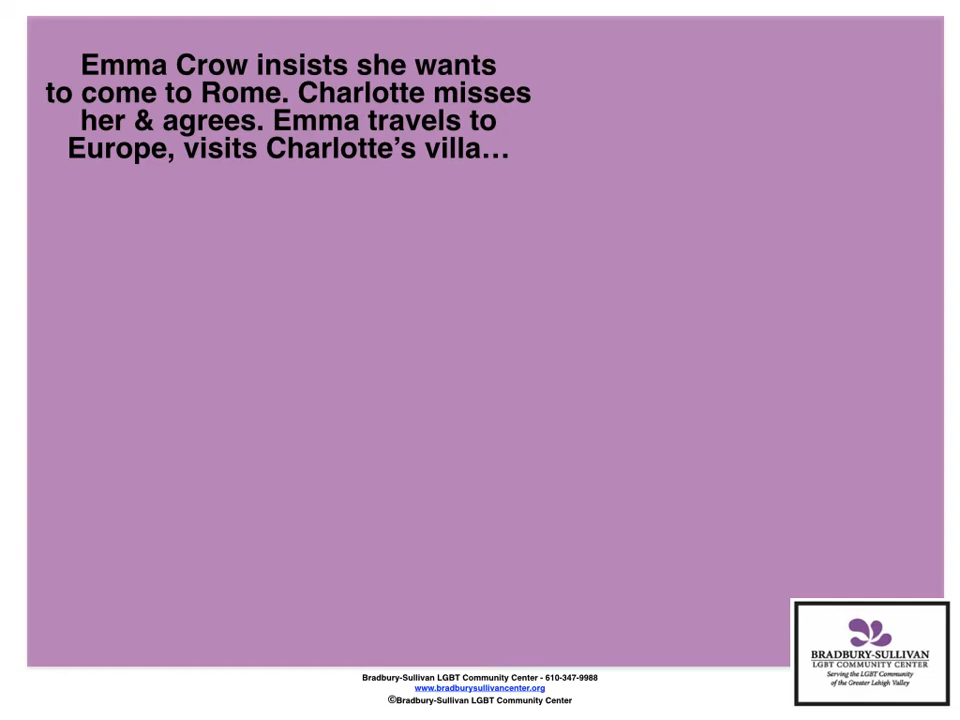 Emma Crow insists she wants
to come to Rome. Charlotte misses
her & agrees. Emma travels to
Europe, visits Charlotte’s villa…
BRADBURY-SULLIVAN
LGBT COMMUNITY CENTER
Serving the LGBT Community
of the Greater Lehigh Valley
Bradbury-Sullivan LGBT Community Center - 610-347-9988
www.bradburysullivancenter.org
©Bradbury-Sullivan LGBT Community Center